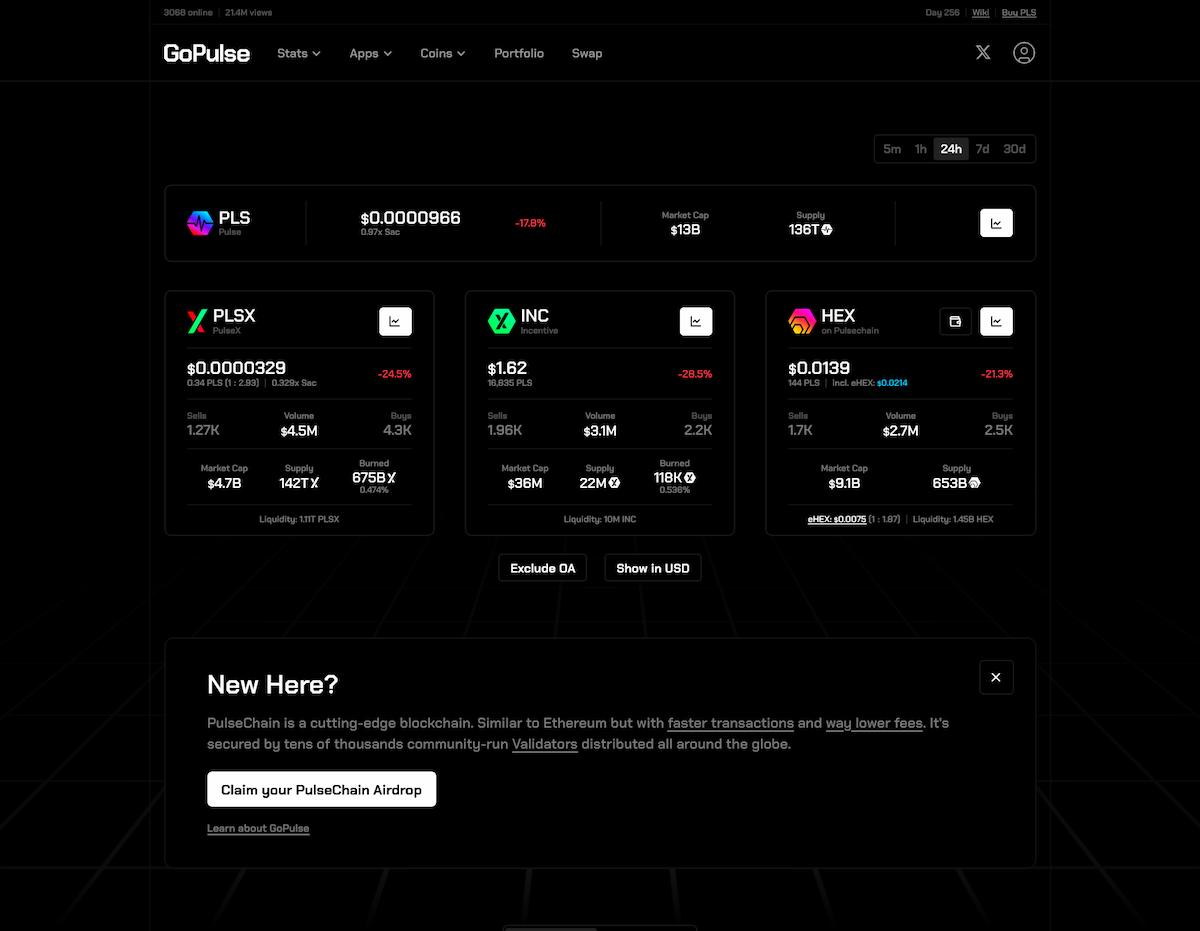 3068 online | 21.4M views
Day 256 | Wiki | Buy PLS
GoPulse
Stats
Apps
Coins
Portfolio
Swap
5m 1h 24h 7d 30d
PLS
Pulse
$0.0000966
0.97x Sac
-17.8%
Market Cap
$13B
Supply
136T
PLSX
PulseX
$0.0000329
0.34 PLS (1 : 2.93) | 0.329x Sac
-24.5%
Sells
1.27K
Volume
$4.5M
Buys
4.3K
Market Cap
$4.7B
Supply
142T
Burned
675B
0.474%
Liquidity: 1.11T PLSX
INC
Incentive
$1.62
16,835 PLS
-28.5%
Sells
1.96K
Volume
$3.1M
Buys
2.2K
Market Cap
$36M
Supply
22M
Burned
118K
0.536%
Liquidity: 10M INC
HEX
on Pulsechain
$0.0139
144 PLS | Incl. eHEX: $0.0214
-21.3%
Sells
1.7K
Volume
$2.7M
Buys
2.5K
Market Cap
$9.1B
Supply
653B
eHEX: $0.0075 (1 : 1.87) | Liquidity: 1.45B HEX
Exclude OA
Show in USD
New Here?
PulseChain is a cutting-edge blockchain. Similar to Ethereum but with faster transactions and way lower fees. It's
secured by tens of thousands community-run Validators distributed all around the globe.
Claim your PulseChain Airdrop
Learn about GoPulse